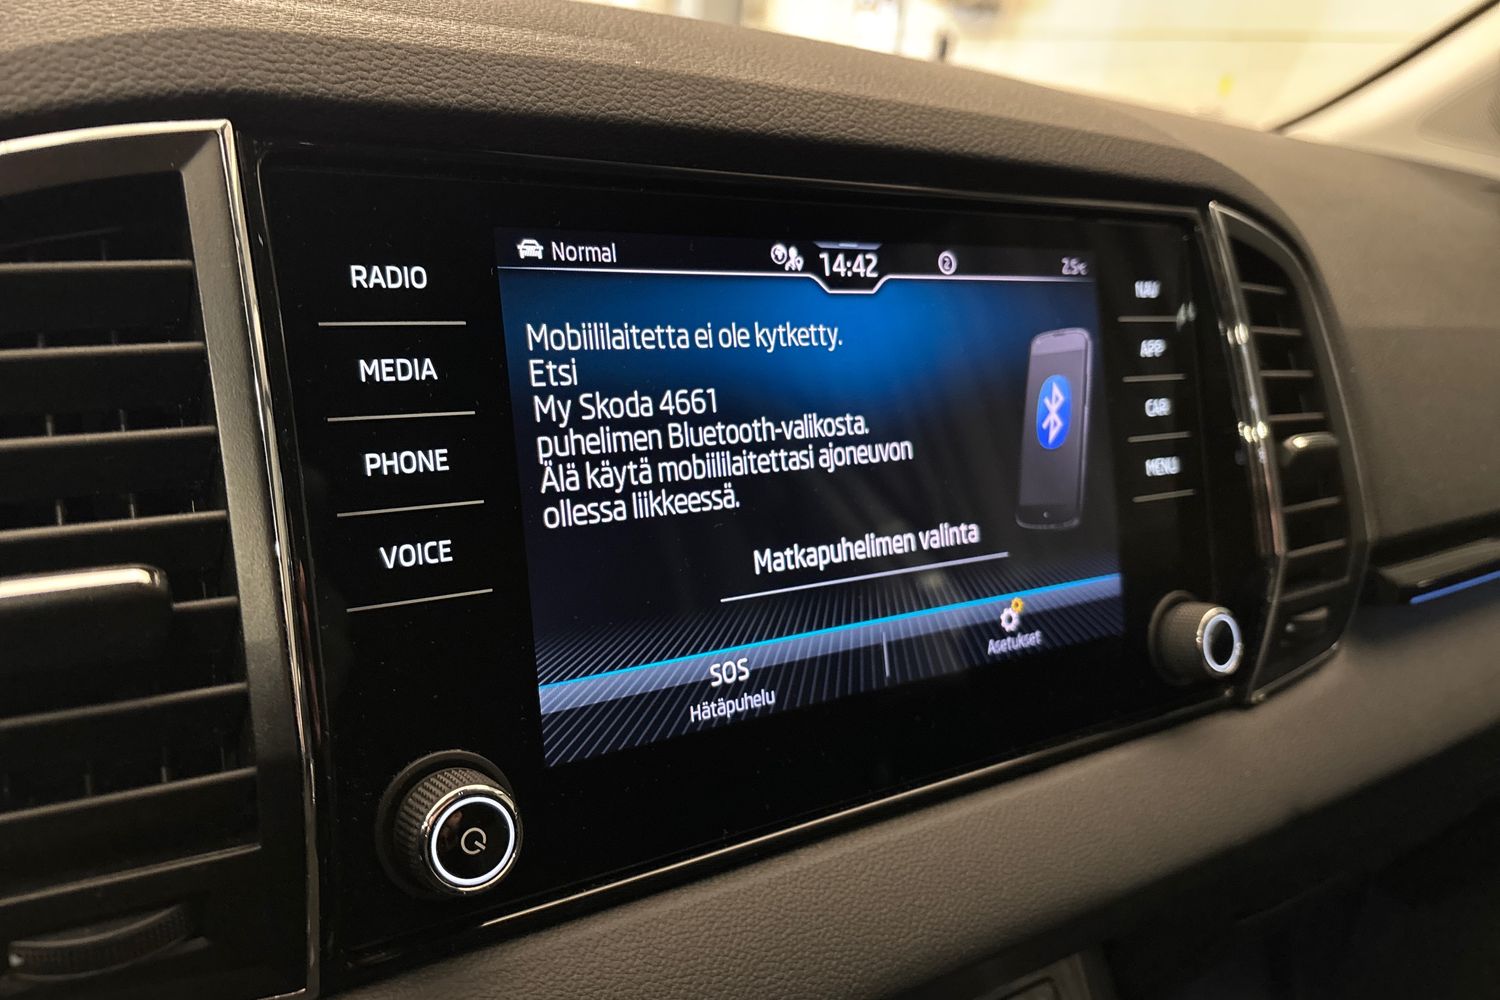 Normal
14:42
2
RADIO
MEDIA
PHONE
VOICE
Mobiililaitetta ei ole kytketty.
Etsi
My Skoda 4661
puhelimen Bluetooth-valikosta.
Älä käytä mobiililaitettasi ajoneuvon
ollessa liikkeessä.
Matkapuhelimen valinta
SOS
Hätäpuhelu
Asetukset
NAV
APP
CAR
MENU